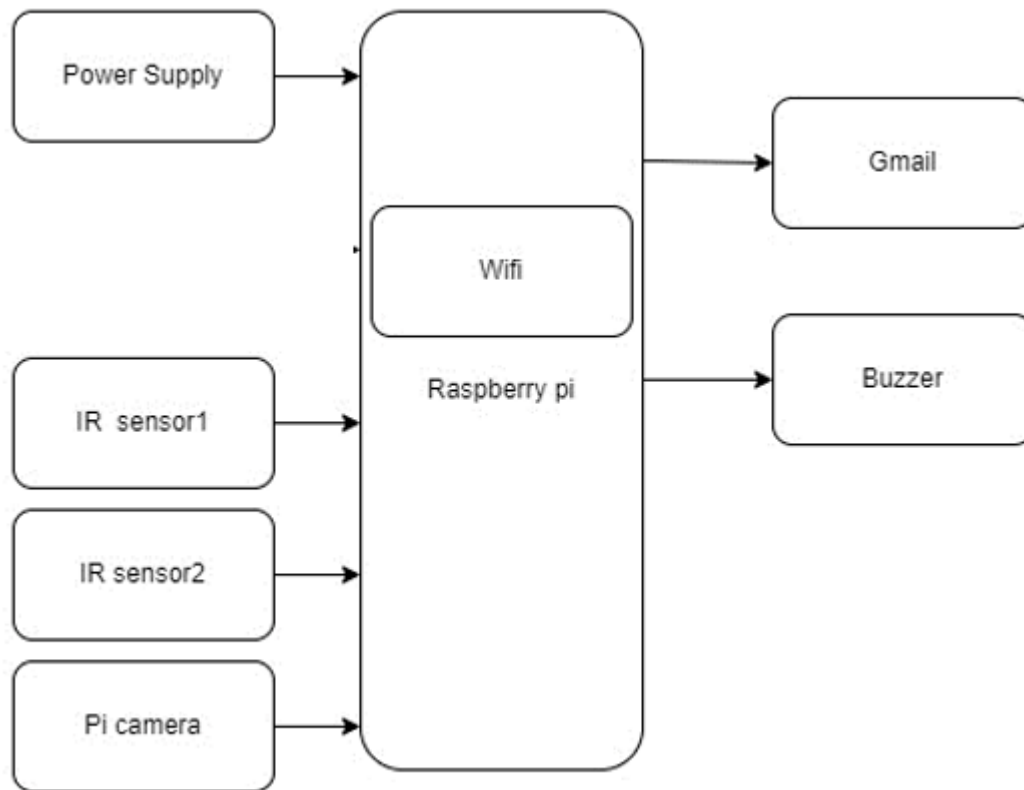 Power Supply
Gmail
Wifi
Raspberry pi
Buzzer
IR  sensor1
IR sensor2
Pi camera